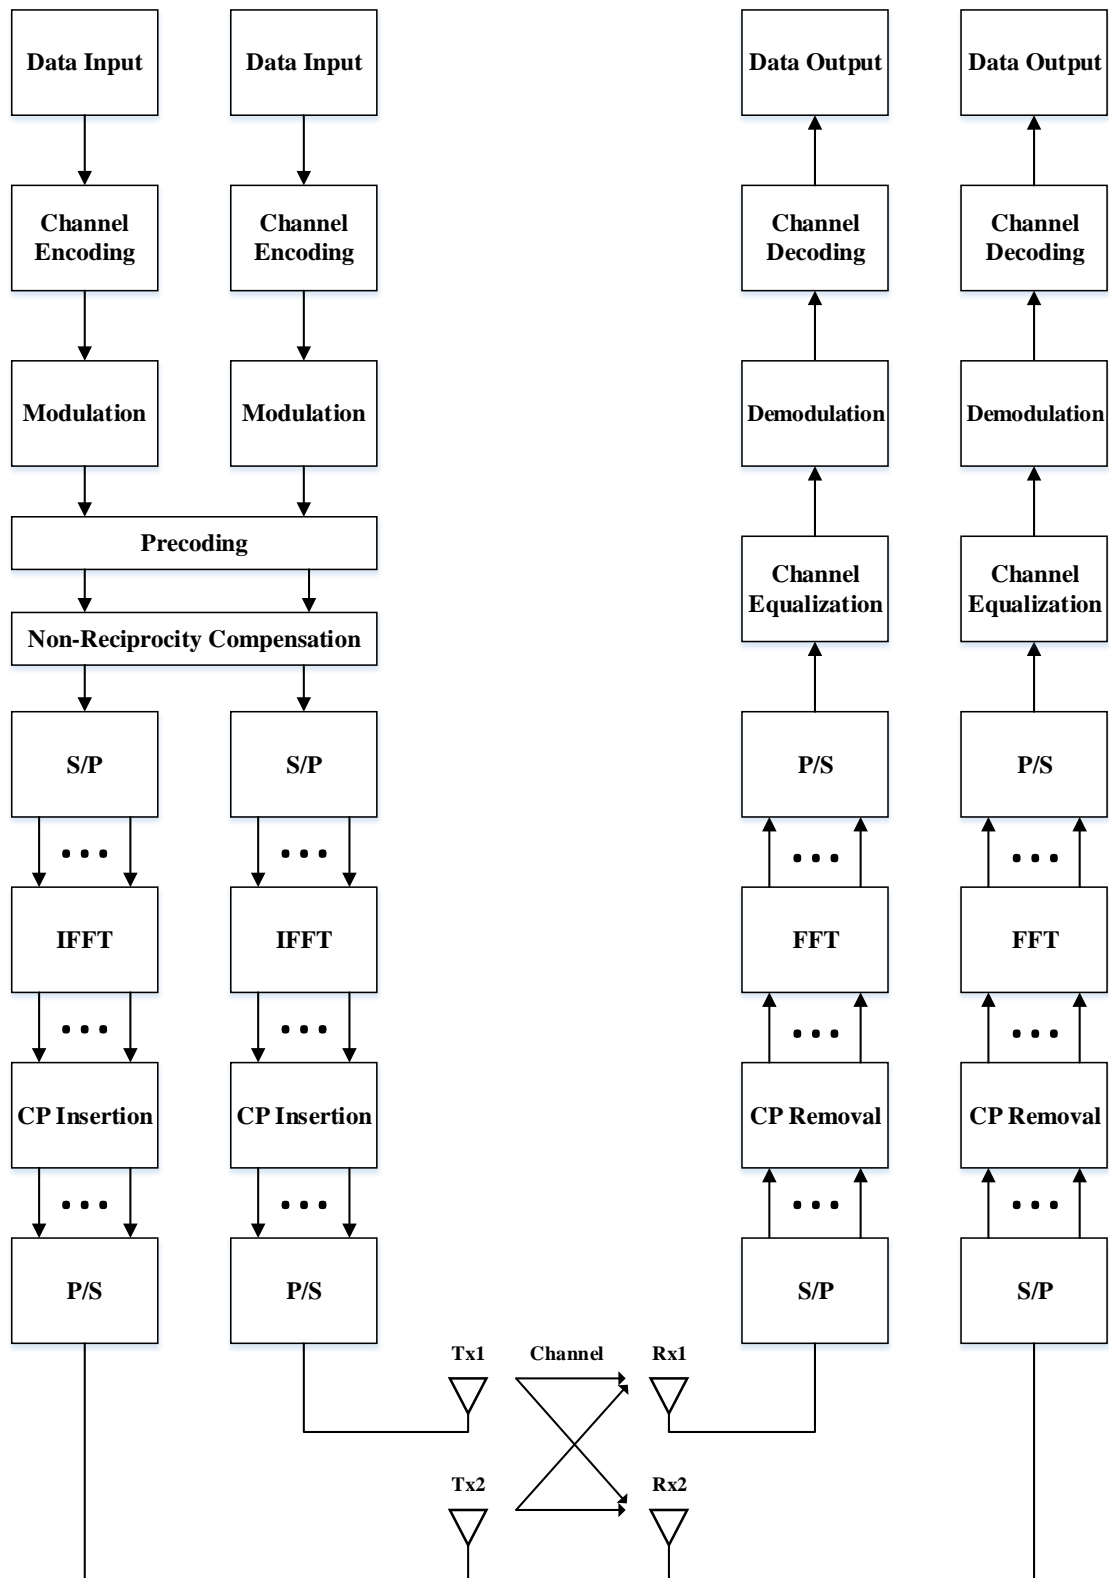 Data Input
Data Input
Data Output
Data Output
Channel
Encoding
Channel
Encoding
Channel
Decoding
Channel
Decoding
Modulation
Modulation
Demodulation
Demodulation
Precoding
Channel
Equalization
Channel
Equalization
Non-Reciprocity Compensation
S/P
S/P
P/S
P/S
IFFT
IFFT
FFT
FFT
CP Insertion
CP Insertion
CP Removal
CP Removal
P/S
P/S
S/P
S/P
Tx1
Channel
Rx1
Tx2
Rx2